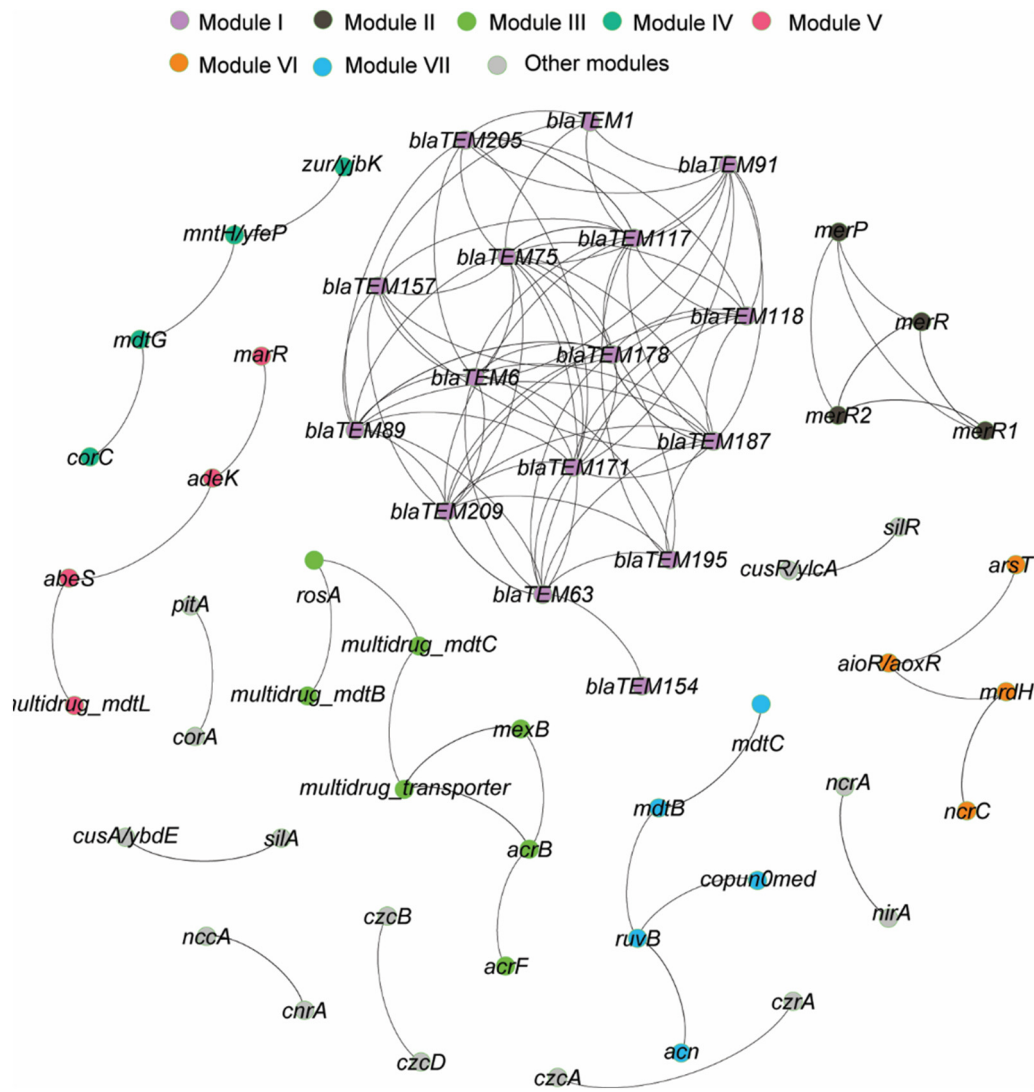 Module I
Module II
Module III
Module IV
Module V
Module VI
Module VII
Other modules
blaTEM1
blaTEM205
zur/yjbK
blaTEM91
mntH/yfeP
blaTEM117
merP
blaTEM75
blaTEM157
blaTEM118
merR
mdtG
marR
blaTEM178
blaTEM6
merR2
blaTEM89
blaTEM187
merR1
corC
adeK
blaTEM171
blaTEM209
silR
blaTEM195
cusR/ylcA
arsT
abeS
pitA
rosA
blaTEM63
multidrug_mdtC
aioR/aoxR
blaTEM154
mrdH
multidrug_mdtB
ultidrug_mdtL
corA
mexB
mdtC
multidrug_transporter
ncrA
mdtB
ncrC
cusA/ybdE
silA
acrB
copun0med
czcB
nirA
nccA
ruvB
acrF
cnrA
czrA
czcD
acn
czcA